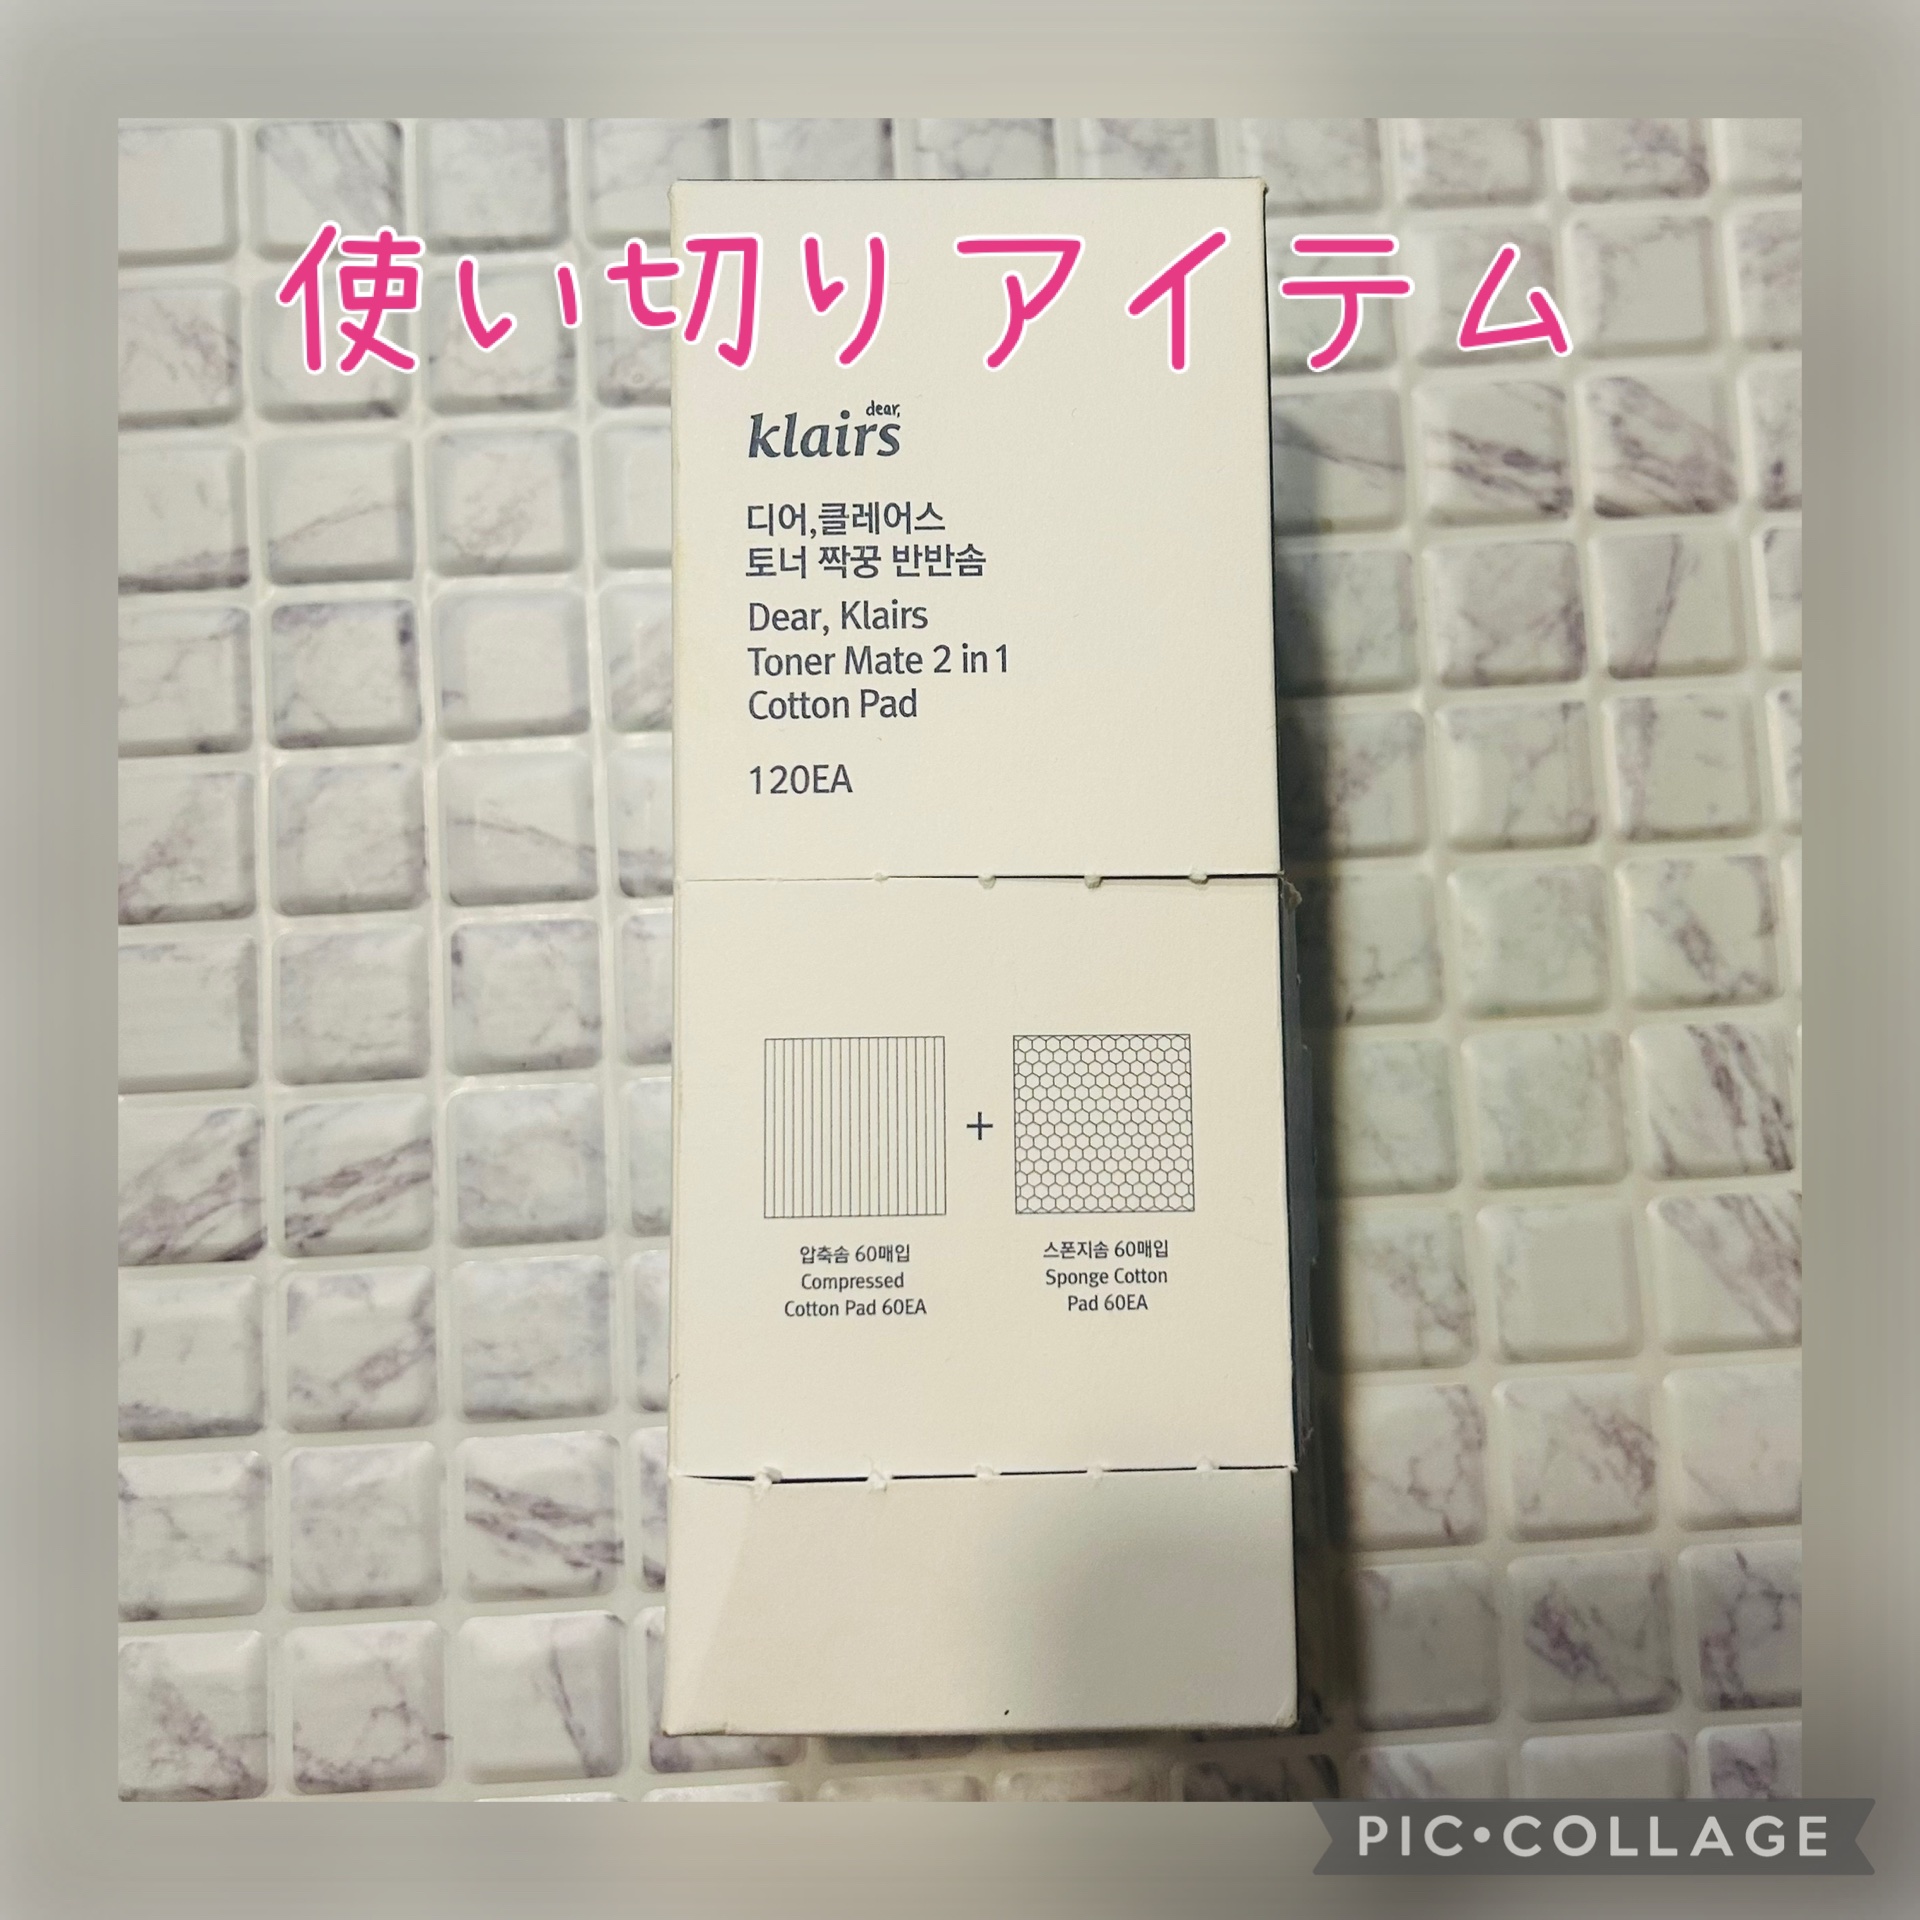 使い切りアイテム
dear,
klairs
디어,클레어스
토너 짝꿍 반반솜
Dear, Klairs
Toner Mate 2 in 1
Cotton Pad
120EA
+
압축솜 60매입
Compressed
Cotton Pad 60EA
스폰지솜 60매입
Sponge Cotton
Pad 60EA
PIC•COLLAGE